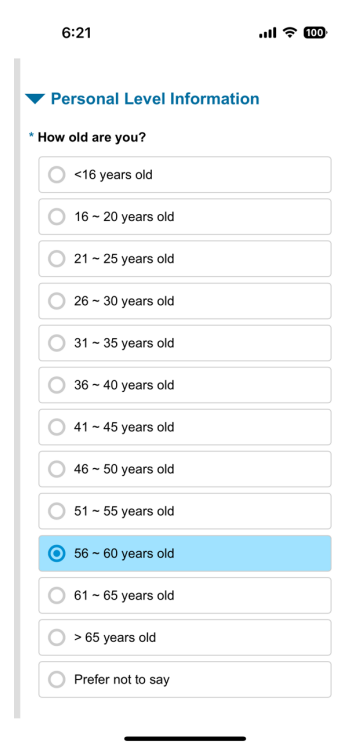 6:21
100
Personal Level Information
* How old are you?
<16 years old
16 ~ 20 years old
21 ~ 25 years old
26 ~ 30 years old
31 ~ 35 years old
36 ~ 40 years old
41 ~ 45 years old
46 ~ 50 years old
51 ~ 55 years old
56 ~ 60 years old
61 ~ 65 years old
> 65 years old
Prefer not to say